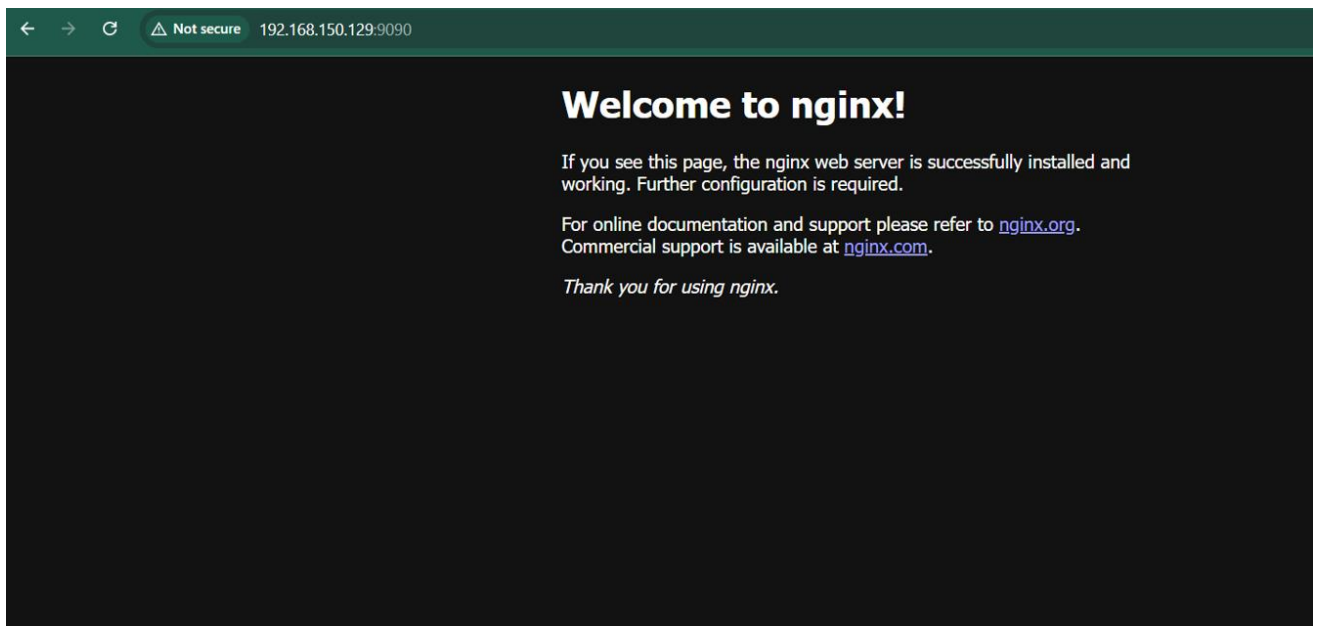 Not secure 192.168.150.129:9090
Welcome to nginx!
If you see this page, the nginx web server is successfully installed and
working. Further configuration is required.
For online documentation and support please refer to nginx.org.
Commercial support is available at nginx.com.
Thank you for using nginx.